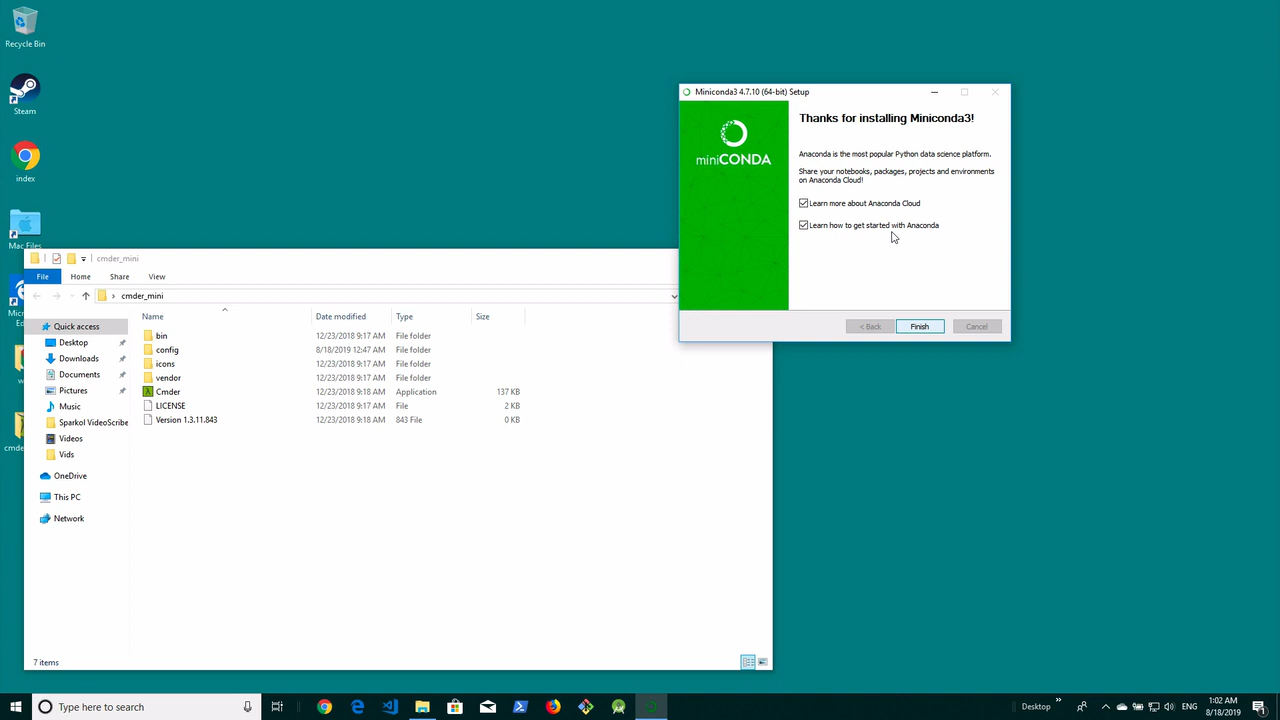 Recycle Bin
Steam
index
Mac Files
cmder_mini
File
Home
Share
View
cmder_mini
Quick access
Desktop
Downloads
Documents
Pictures
Music
Sparkol VideoScribe
Videos
Vids
OneDrive
This PC
Network
Name Date modified Type Size
bin 12/23/2018 9:17 AM File folder
config 8/18/2019 12:47 AM File folder
icons 12/23/2018 9:17 AM File folder
vendor 12/23/2018 9:17 AM File folder
Cmder 12/23/2018 9:18 AM Application 137 KB
LICENSE 12/23/2018 9:17 AM File 2 KB
Version 1.3.11.843 12/23/2018 9:18 AM 843 File 0 KB
7 items
Miniconda3 4.7.10 (64-bit) Setup
miniCONDA
Thanks for installing Miniconda3!
Anaconda is the most popular Python data science platform.
Share your notebooks, packages, projects and environments
on Anaconda Cloud!
Learn more about Anaconda Cloud
Learn how to get started with Anaconda
< Back
Finish
Cancel
Type here to search
Desktop
ENG
1:02 AM
8/18/2019
1